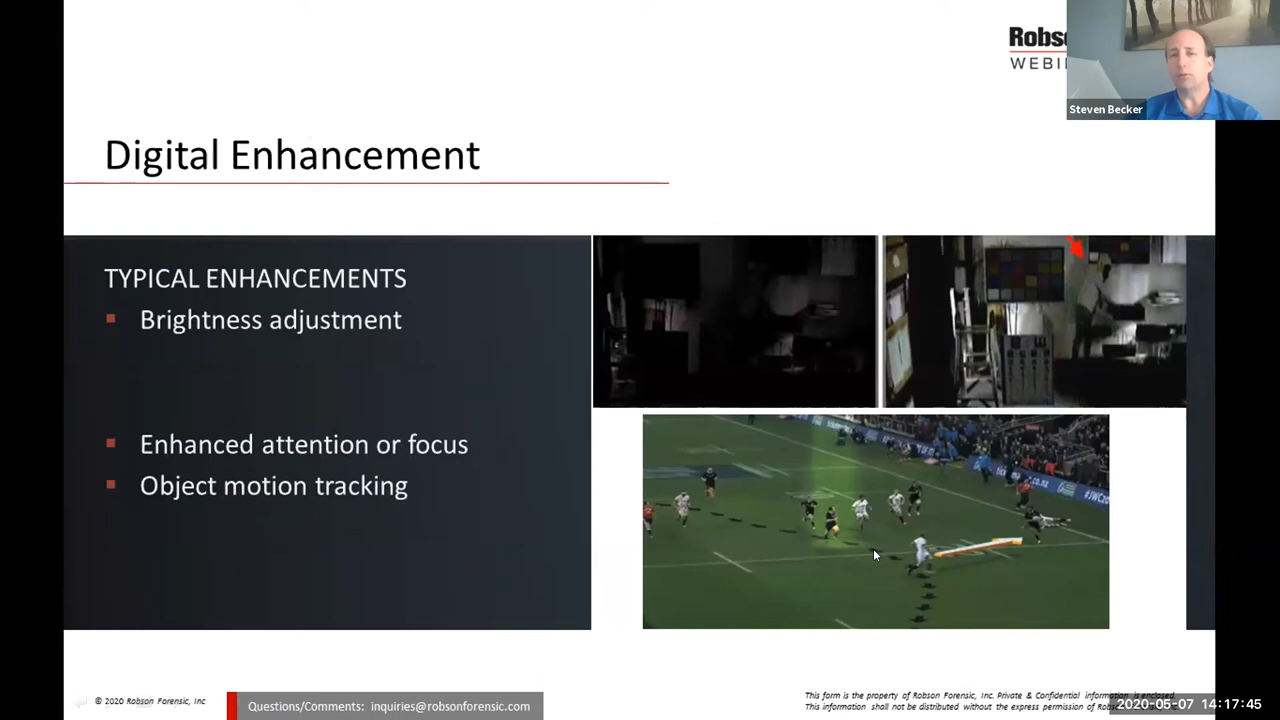 Steven Becker
Digital Enhancement
TYPICAL ENHANCEMENTS
Brightness adjustment
Enhanced attention or focus
Object motion tracking
© 2020 Robson Forensic, Inc
Questions/Comments: inquiries@robsonforensic.com
This form is the property of Robson Forensic, Inc. Private & Confidential information is enclosed.
This information shall not be distributed without the express permission of
2020-05-07 14:17:45